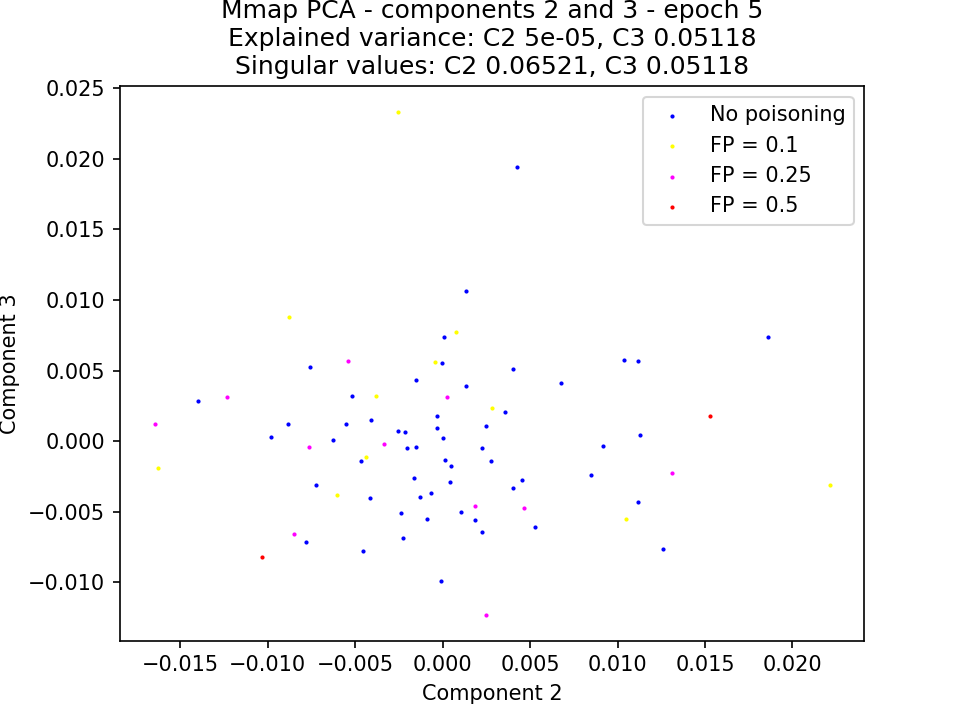 Mmap PCA - components 2 and 3 - epoch 5
Explained variance: C2 5e-05, C3 0.05118
Singular values: C2 0.06521, C3 0.05118
No poisoning
FP = 0.1
FP = 0.25
FP = 0.5
0.025
0.020
0.015
0.010
0.005
0.000
−0.005
−0.010
Component 3
−0.015 −0.010 −0.005 0.000 0.005 0.010 0.015 0.020
Component 2